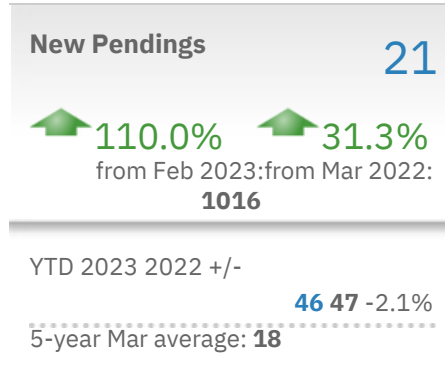 New Pendings
21
110.0% 31.3%
from Feb 2023:from Mar 2022:
1016
YTD 2023 2022 +/-
46 47 -2.1%
5-year Mar average: 18